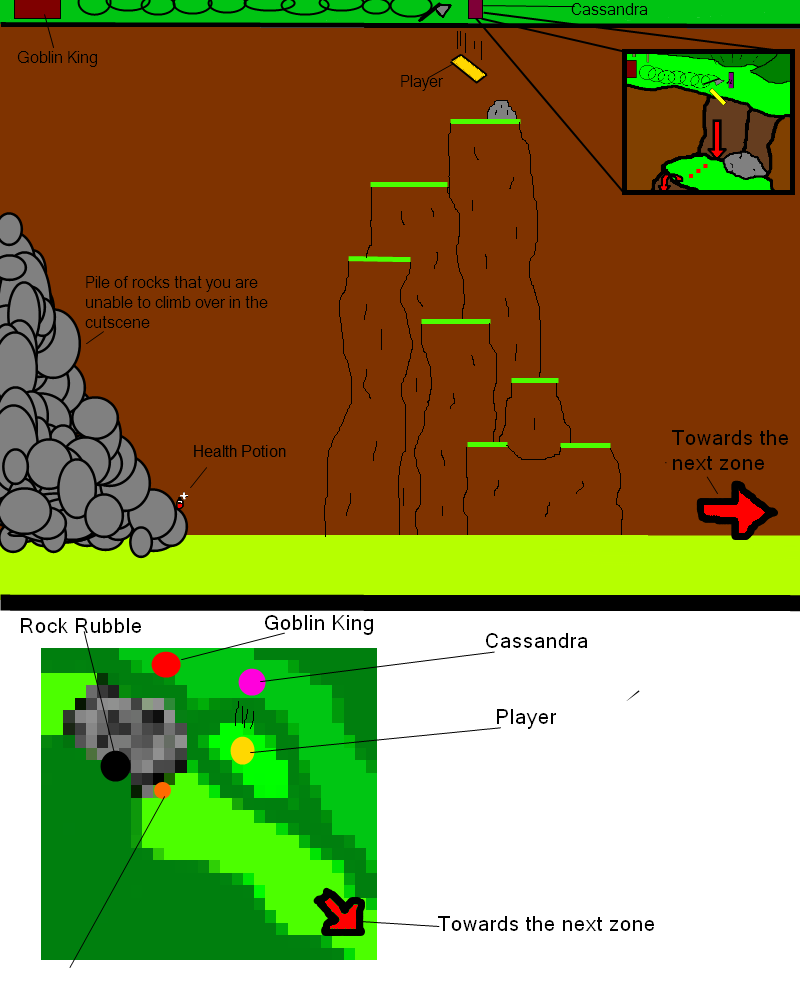 Cassandra
Goblin King
Player
Pile of rocks that you are
unable to climb over in the
cutscene
Health Potion
Towards the
next zone
Rock Rubble
Goblin King
Cassandra
Player
Towards the next zone